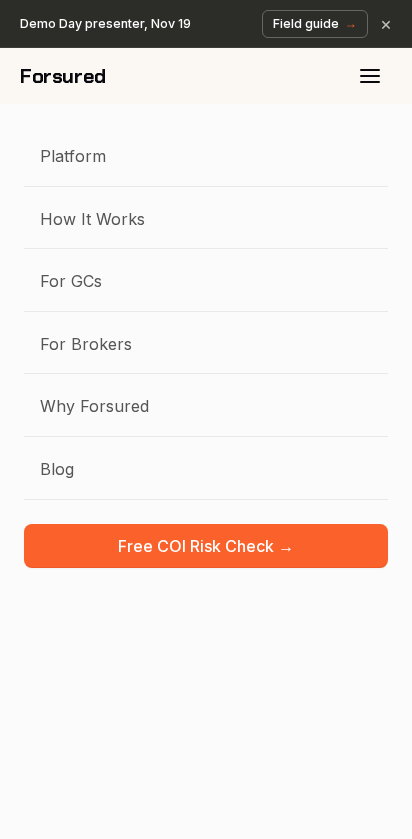 Demo Day presenter, Nov 19
Field guide →
×
Forsured
Platform
How It Works
For GCs
For Brokers
Why Forsured
Blog
Free COI Risk Check →